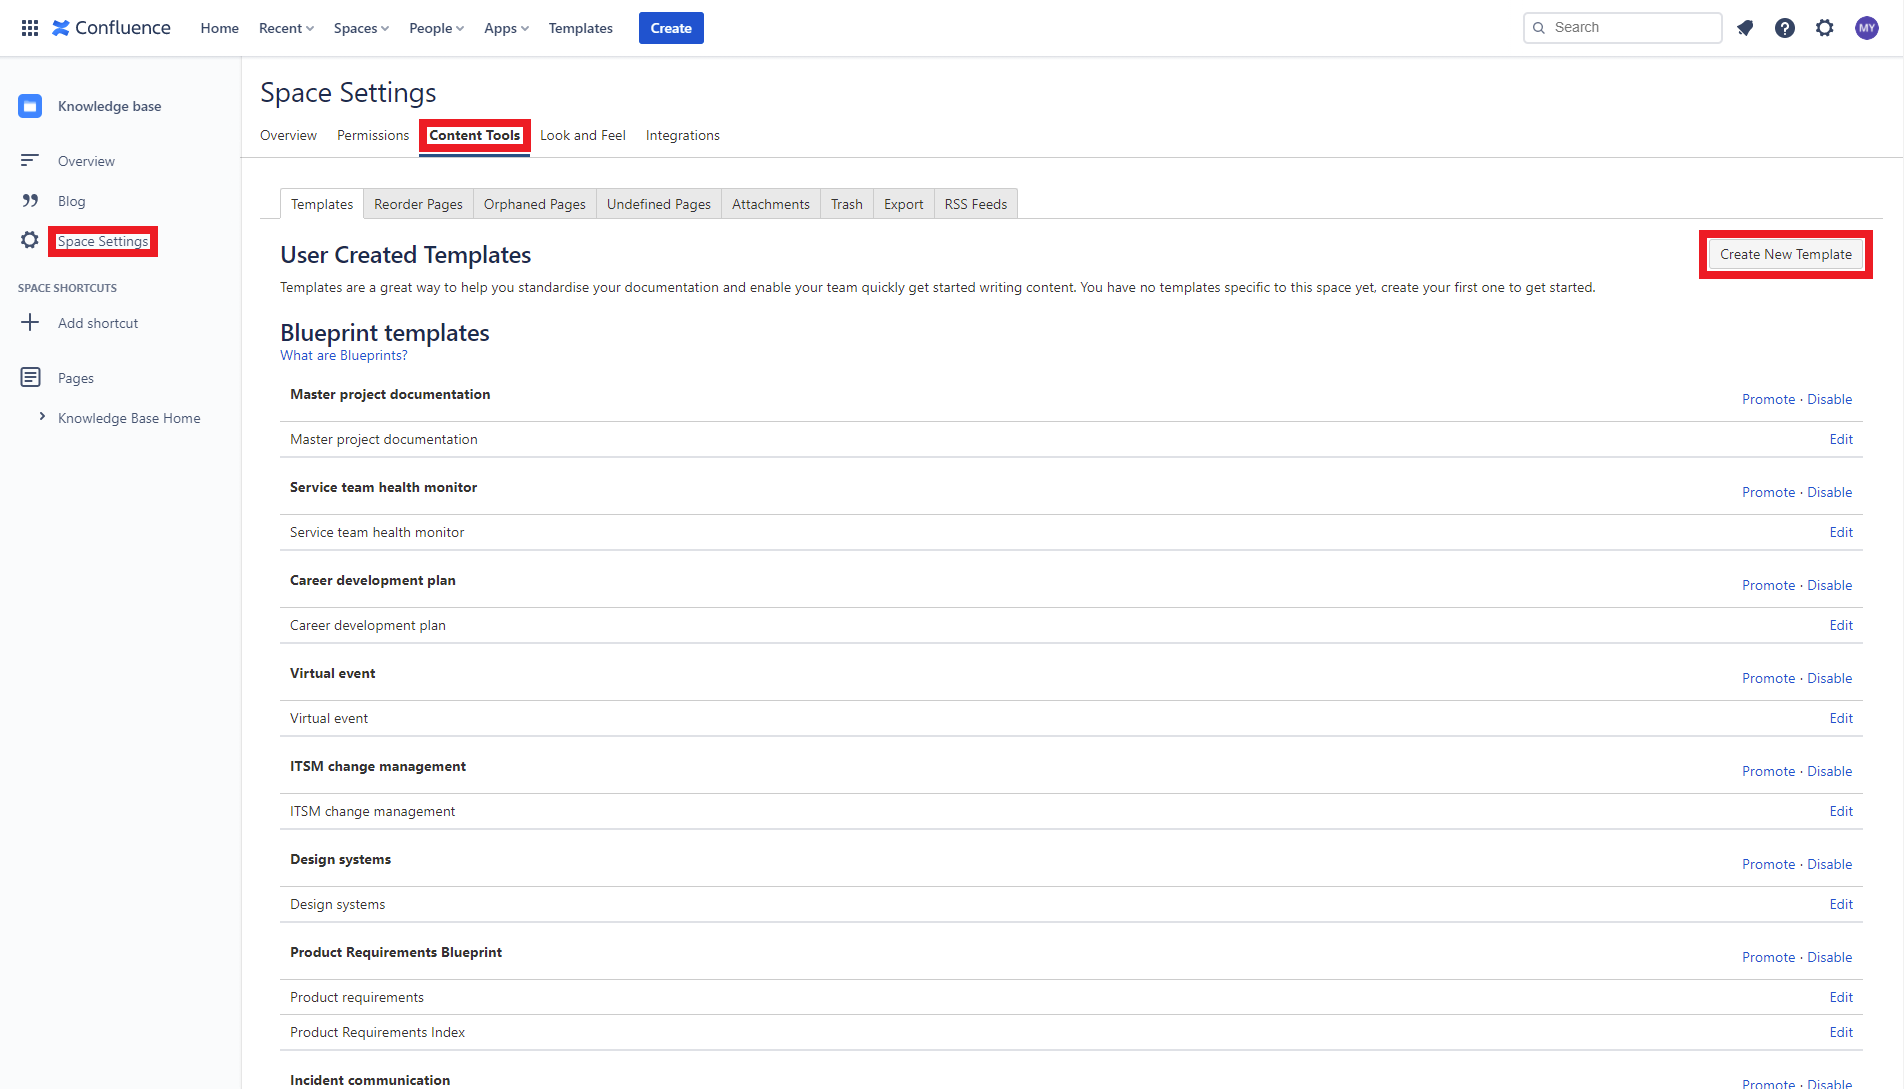 Confluence Home Recent Spaces People Apps Templates Create Search MY
Knowledge base
Overview
Blog
Space Settings
SPACE SHORTCUTS
Add shortcut
Pages
Knowledge Base Home
Space Settings
Overview Permissions Content Tools Look and Feel Integrations
Templates Reorder Pages Orphaned Pages Undefined Pages Attachments Trash Export RSS Feeds
User Created Templates
Create New Template
Templates are a great way to help you standardise your documentation and enable your team quickly get started writing content. You have no templates specific to this space yet, create your first one to get started.
Blueprint templates
What are Blueprints?
Master project documentation
Promote · Disable
Master project documentation Edit
Service team health monitor
Promote · Disable
Service team health monitor Edit
Career development plan
Promote · Disable
Career development plan Edit
Virtual event
Promote · Disable
Virtual event Edit
ITSM change management
Promote · Disable
ITSM change management Edit
Design systems
Promote · Disable
Design systems Edit
Product Requirements Blueprint
Promote · Disable
Product requirements Edit
Product Requirements Index Edit
Incident communication
Promote · Disable